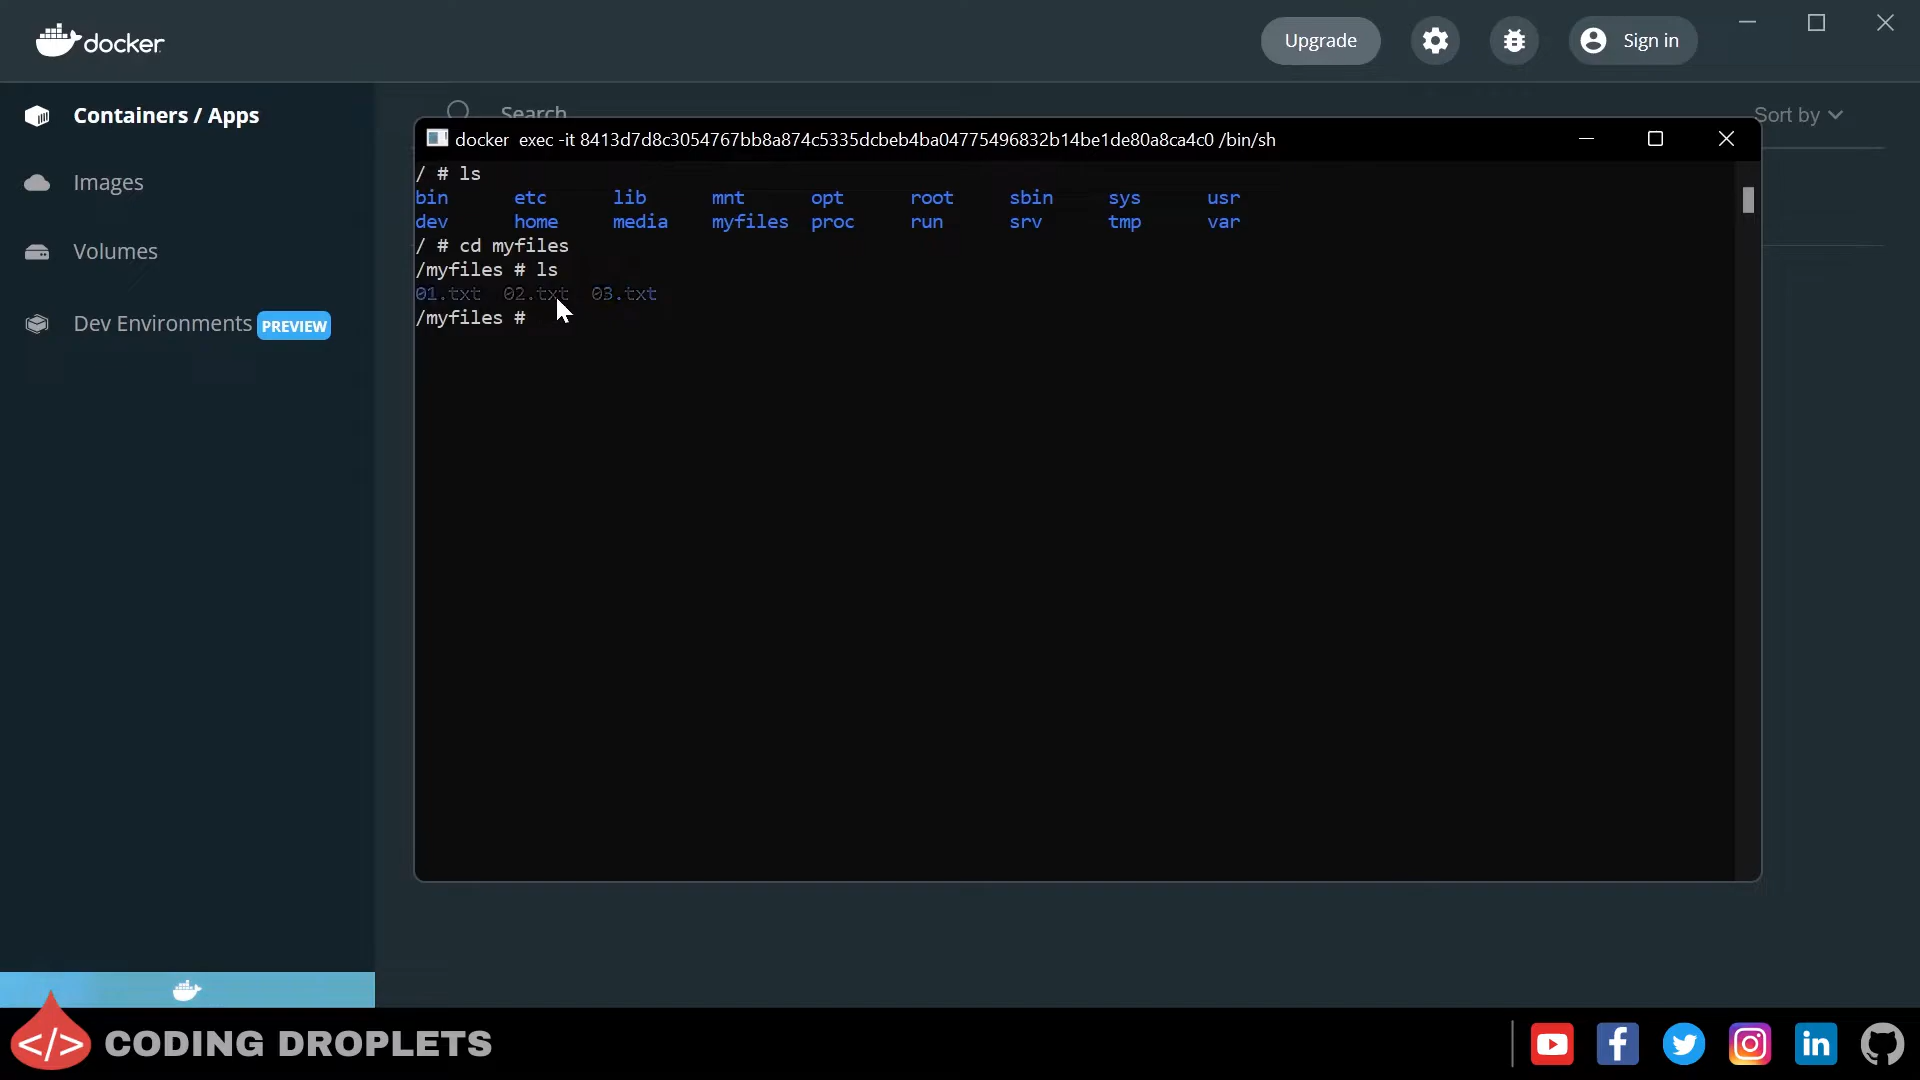 docker
Upgrade
Sign in
Containers / Apps
Images
Volumes
Dev Environments PREVIEW
Search
Sort by
docker exec -it 8413d7d8c3054767bb8a874c5335dcbeb4ba04775496832b14be1de80a8ca4c0 /bin/sh
/ # ls
bin etc lib mnt opt root sbin sys usr
dev home media myfiles proc run srv tmp var
/ # cd myfiles
/myfiles # ls
01.txt 02.txt 03.txt
/myfiles #
</> CODING DROPLETS